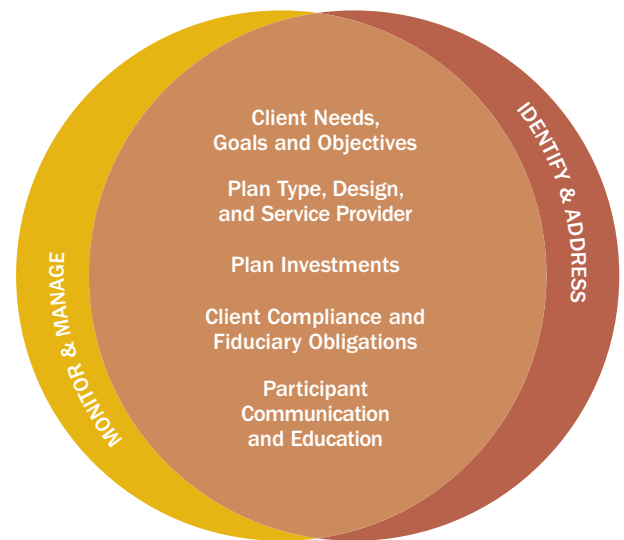 MONITOR & MANAGE
IDENTIFY & ADDRESS
Client Needs,
Goals and Objectives
Plan Type, Design,
and Service Provider
Plan Investments
Client Compliance and
Fiduciary Obligations
Participant
Communication
and Education